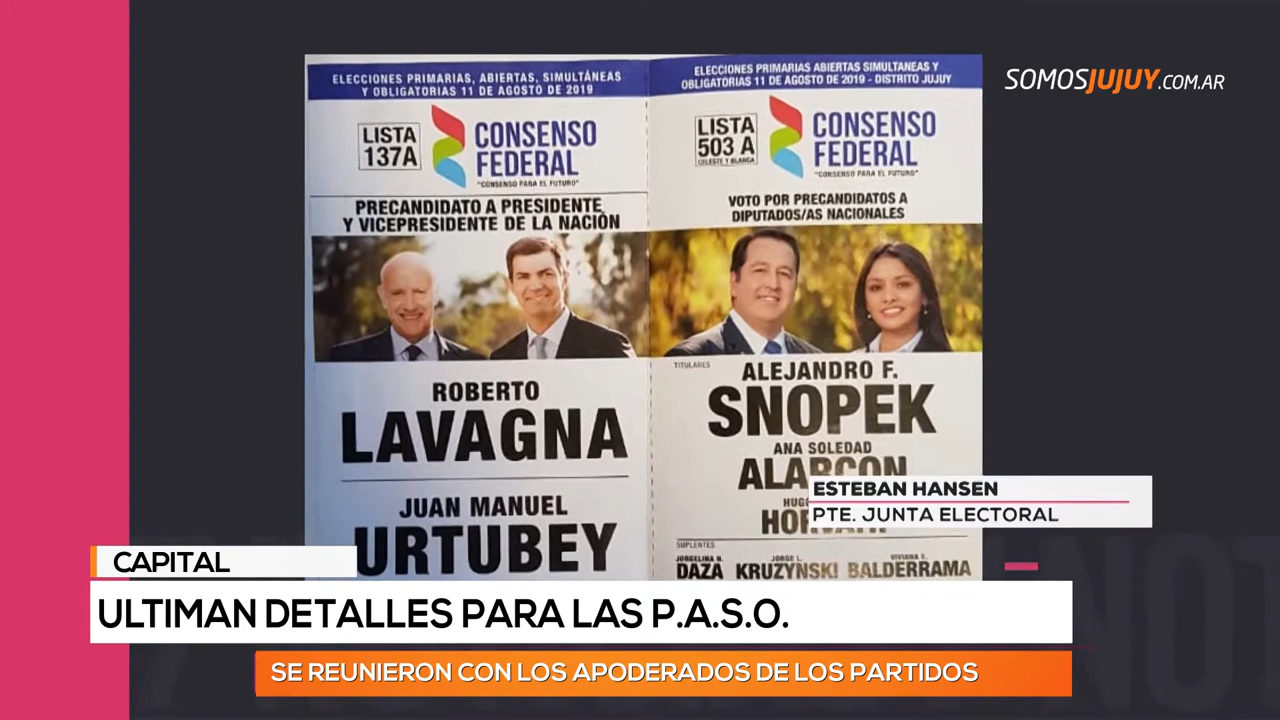 SOMOSJUJUY.COM.AR
ELECCIONES PRIMARIAS, ABIERTAS, SIMULTÁNEAS
Y OBLIGATORIAS 11 DE AGOSTO DE 2019
LISTA
137A
CONSENSO
FEDERAL
"CONSENSO PARA EL FUTURO"
PRECANDIDATO A PRESIDENTE
Y VICEPRESIDENTE DE LA NACIÓN
ROBERTO
LAVAGNA
JUAN MANUEL
URTUBEY
ELECCIONES PRIMARIAS ABIERTAS SIMULTANEAS Y
OBLIGATORIAS 11 DE AGOSTO DE 2019 - DISTRITO JUJUY
LISTA
503 A
CELESTE Y BLANCA
CONSENSO
FEDERAL
"CONSENSO PARA EL FUTURO"
VOTO POR PRECANDIDATOS A
DIPUTADOS/AS NACIONALES
TITULARES
ALEJANDRO F.
SNOPEK
ANA SOLEDAD
ALARCON
SUPLENTES
JORGELINA N.
DAZA
JORGE L.
KRUZYNSKI
VIVIANA E.
BALDERRAMA
ESTEBAN HANSEN
PTE. JUNTA ELECTORAL
CAPITAL
ULTIMAN DETALLES PARA LAS P.A.S.O.
SE REUNIERON CON LOS APODERADOS DE LOS PARTIDOS